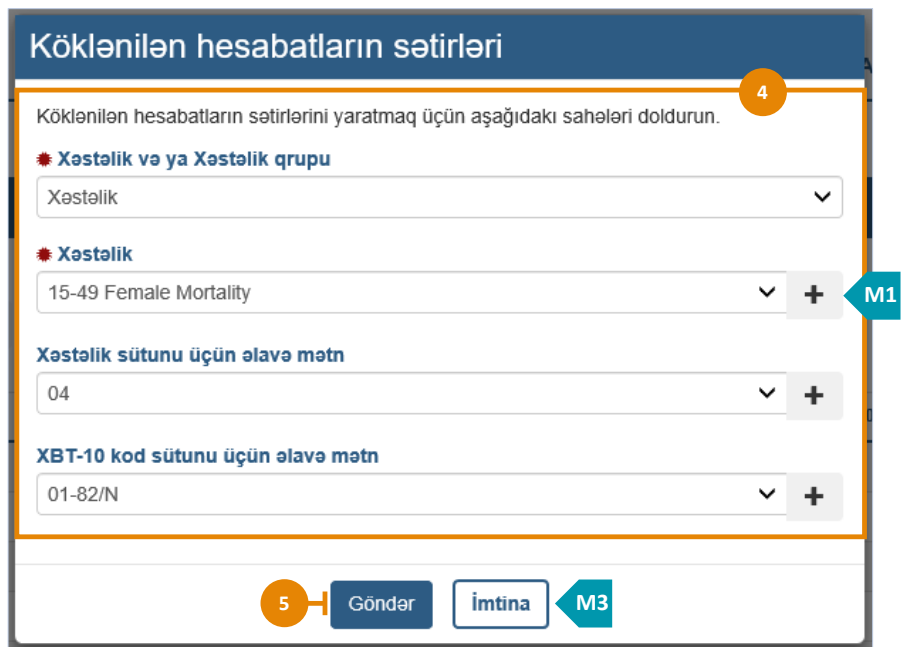 Köklənilən hesabatların sətirləri
4
Köklənilən hesabatların sətirlərini yaratmaq üçün aşağıdakı sahələri doldurun.
Xəstəlik və ya Xəstəlik qrupu
Xəstəlik
Xəstəlik
15-49 Female Mortality
+
M1
Xəstəlik sütunu üçün əlavə mətn
04
+
XBT-10 kod sütunu üçün əlavə mətn
01-82/N
+
5
Göndər
İmtina
M3